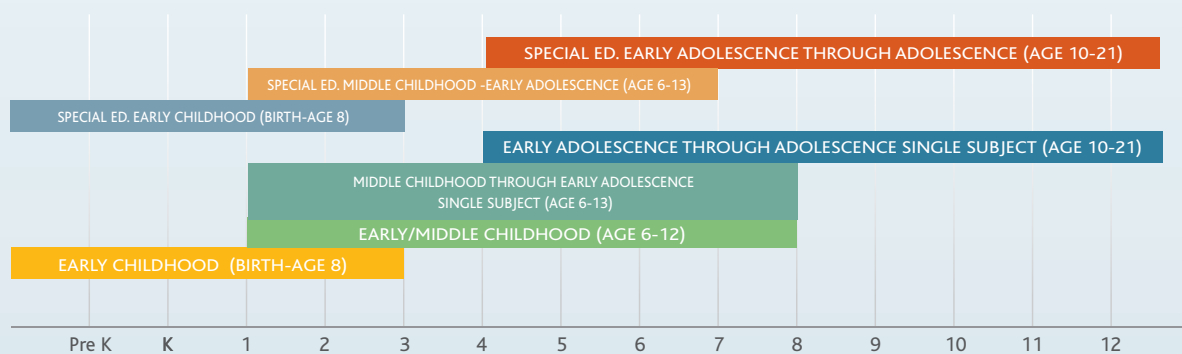 SPECIAL ED. EARLY ADOLESCENCE THROUGH ADOLESCENCE (AGE 10-21)
SPECIAL ED. MIDDLE CHILDHOOD -EARLY ADOLESCENCE (AGE 6-13)
SPECIAL ED. EARLY CHILDHOOD (BIRTH-AGE 8)
EARLY ADOLESCENCE THROUGH ADOLESCENCE SINGLE SUBJECT (AGE 10-21)
MIDDLE CHILDHOOD THROUGH EARLY ADOLESCENCE
SINGLE SUBJECT (AGE 6-13)
EARLY/MIDDLE CHILDHOOD (AGE 6-12)
EARLY CHILDHOOD (BIRTH-AGE 8)
Pre K K 1 2 3 4 5 6 7 8 9 10 11 12